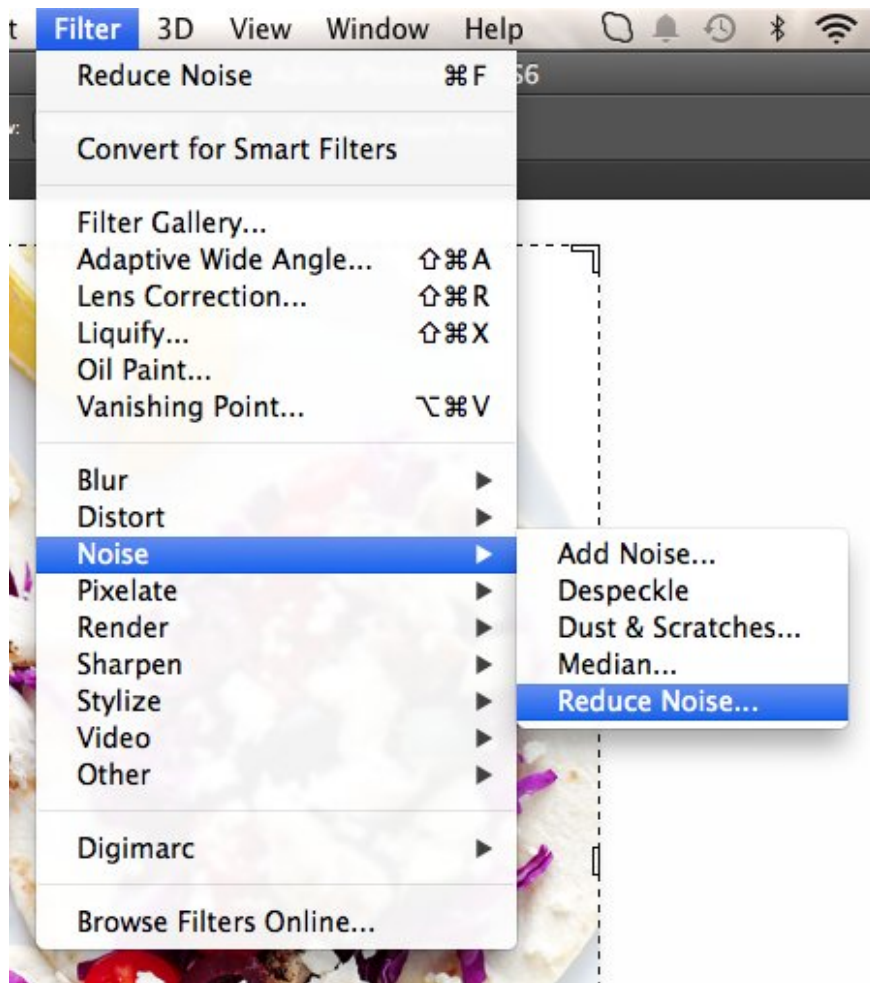 t Filter 3D View Window Help
Reduce Noise ⌘F S6
Convert for Smart Filters
Filter Gallery...
Adaptive Wide Angle... ⇧⌘A
Lens Correction... ⇧⌘R
Liquify... ⇧⌘X
Oil Paint...
Vanishing Point... ⌥⌘V
Blur
Distort
Noise
Pixelate
Render
Sharpen
Stylize
Video
Other
Digimarc
Browse Filters Online...
Add Noise...
Despeckle
Dust & Scratches...
Median...
Reduce Noise...